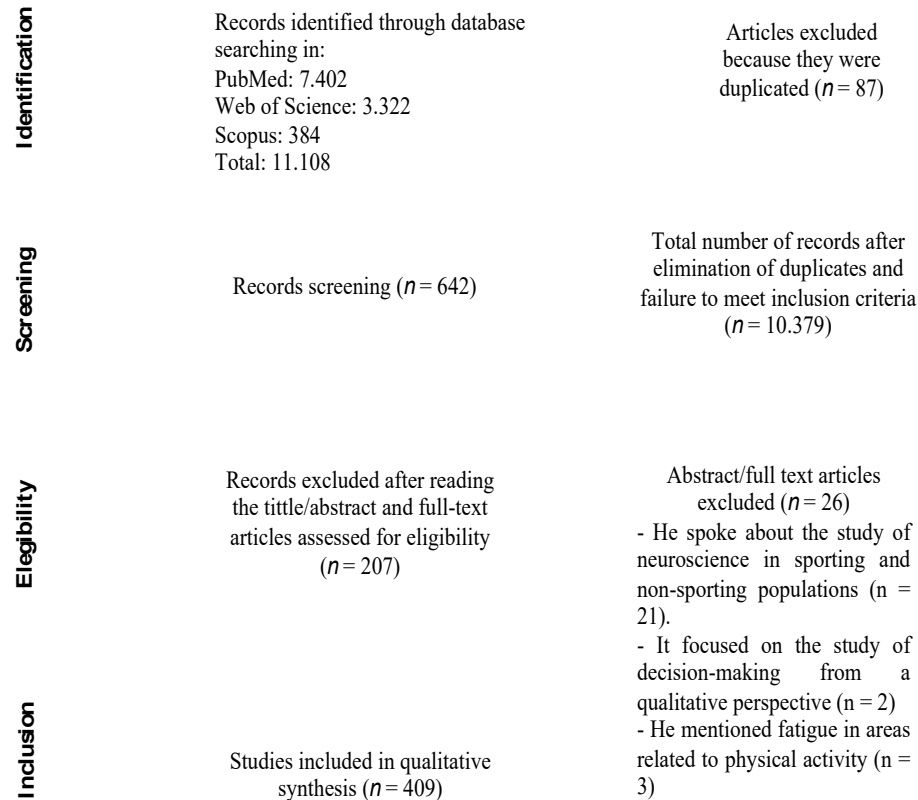 Identification
Records identified through database
searching in:
PubMed: 7.402
Web of Science: 3.322
Scopus: 384
Total: 11.108
Articles excluded
because they were
duplicated (n = 87)
Screening
Records screening (n = 642)
Total number of records after
elimination of duplicates and
failure to meet inclusion criteria
(n = 10.379)
Elegibility
Records excluded after reading
the tittle/abstract and full-text
articles assessed for eligibility
(n = 207)
Abstract/full text articles
excluded (n = 26)
- He spoke about the study of
neuroscience in sporting and
non-sporting populations (n =
21).
- It focused on the study of
decision-making from a
qualitative perspective (n = 2)
- He mentioned fatigue in areas
related to physical activity (n =
3)
Inclusion
Studies included in qualitative
synthesis (n = 409)